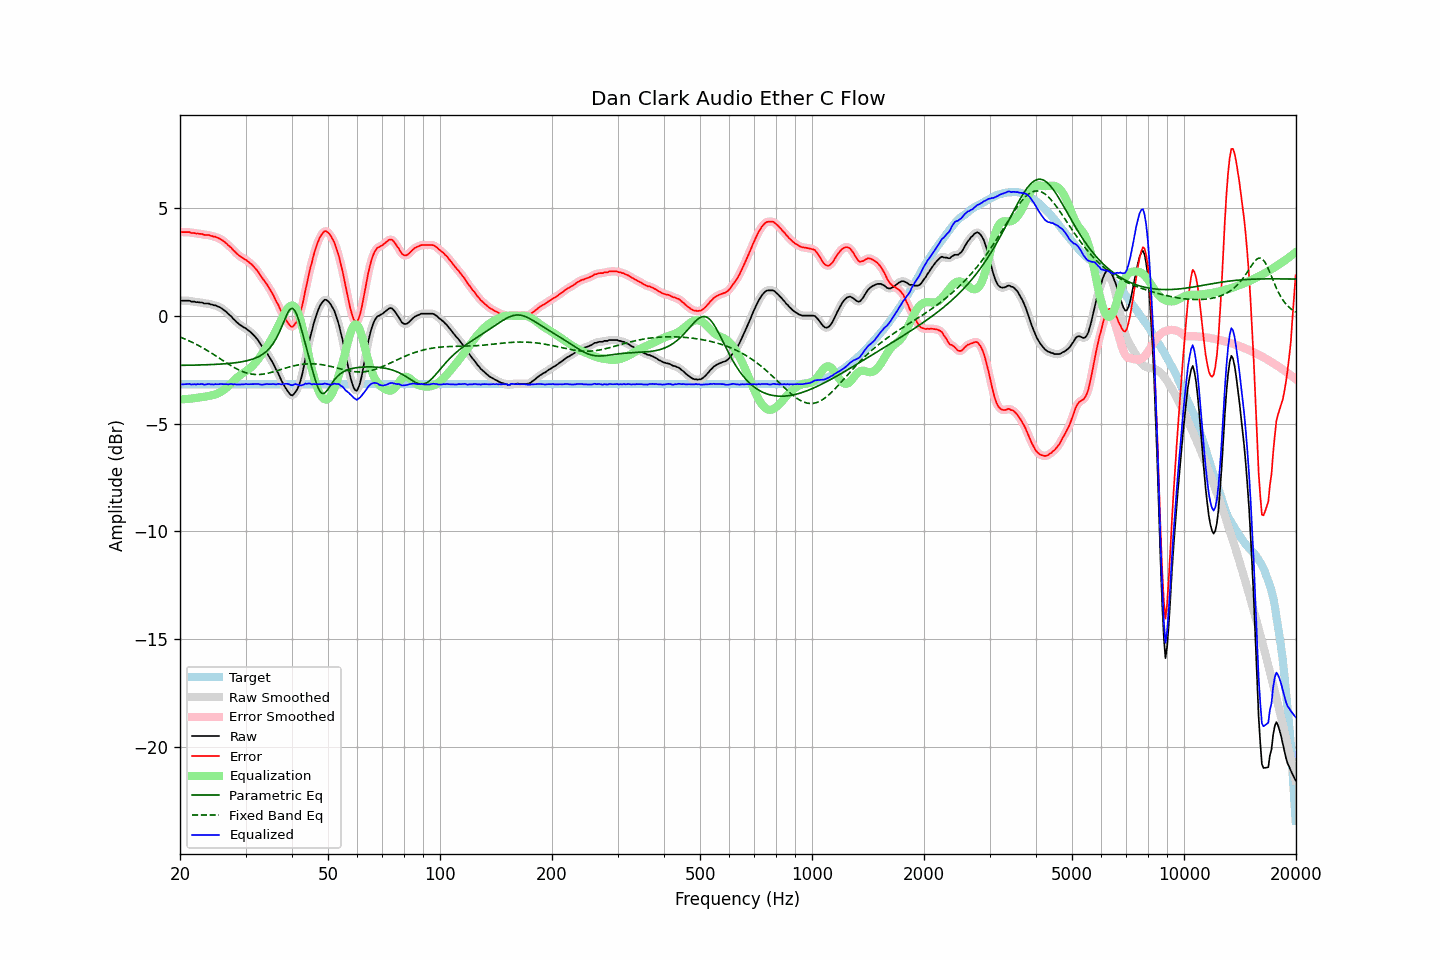 Dan Clark Audio Ether C Flow
Amplitude (dBr)
5
0
−5
−10
−15
−20
Target
Raw Smoothed
Error Smoothed
Raw
Error
Equalization
Parametric Eq
Fixed Band Eq
Equalized
20 50 100 200 500 1000 2000 5000 10000 20000
Frequency (Hz)